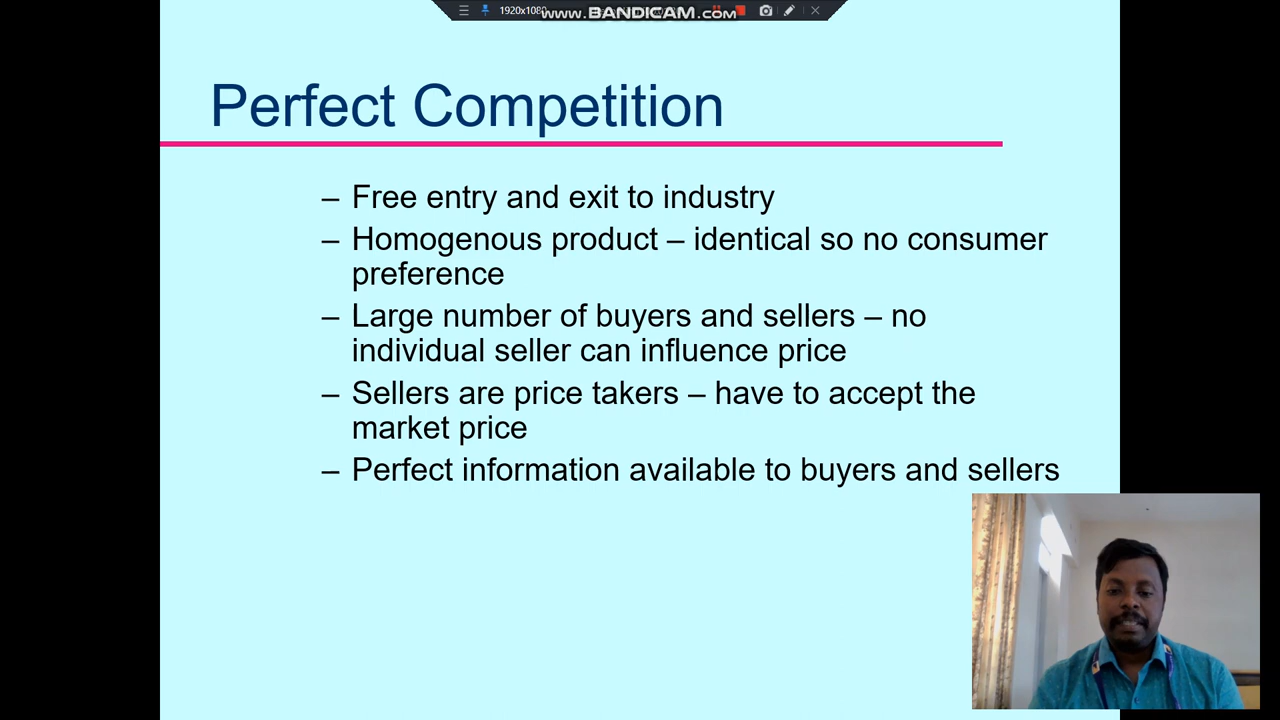 1920x1080
www.BANDICAM.com
Perfect Competition
– Free entry and exit to industry
– Homogenous product – identical so no consumer
preference
– Large number of buyers and sellers – no
individual seller can influence price
– Sellers are price takers – have to accept the
market price
– Perfect information available to buyers and sellers